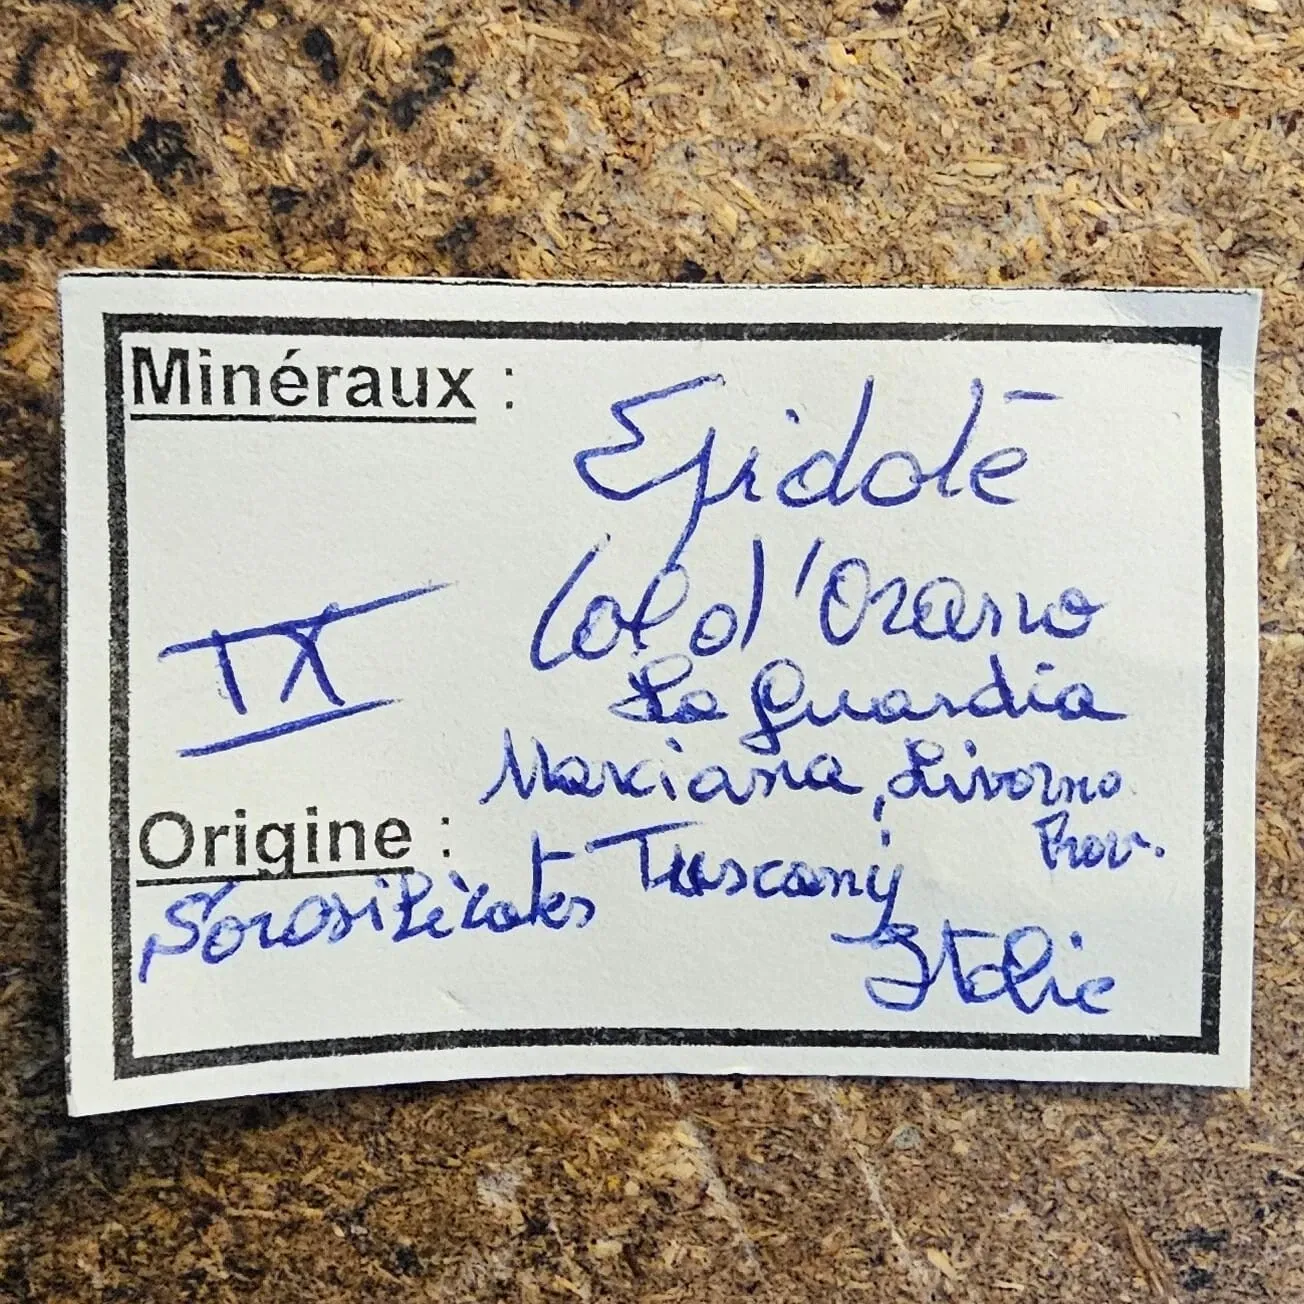 Minéraux :
Epidote
Col d'Orano
La Guardia
IX
Marciana, Livorno
Prov.
Origine :
Tuscany
Sorosilicates
Italie